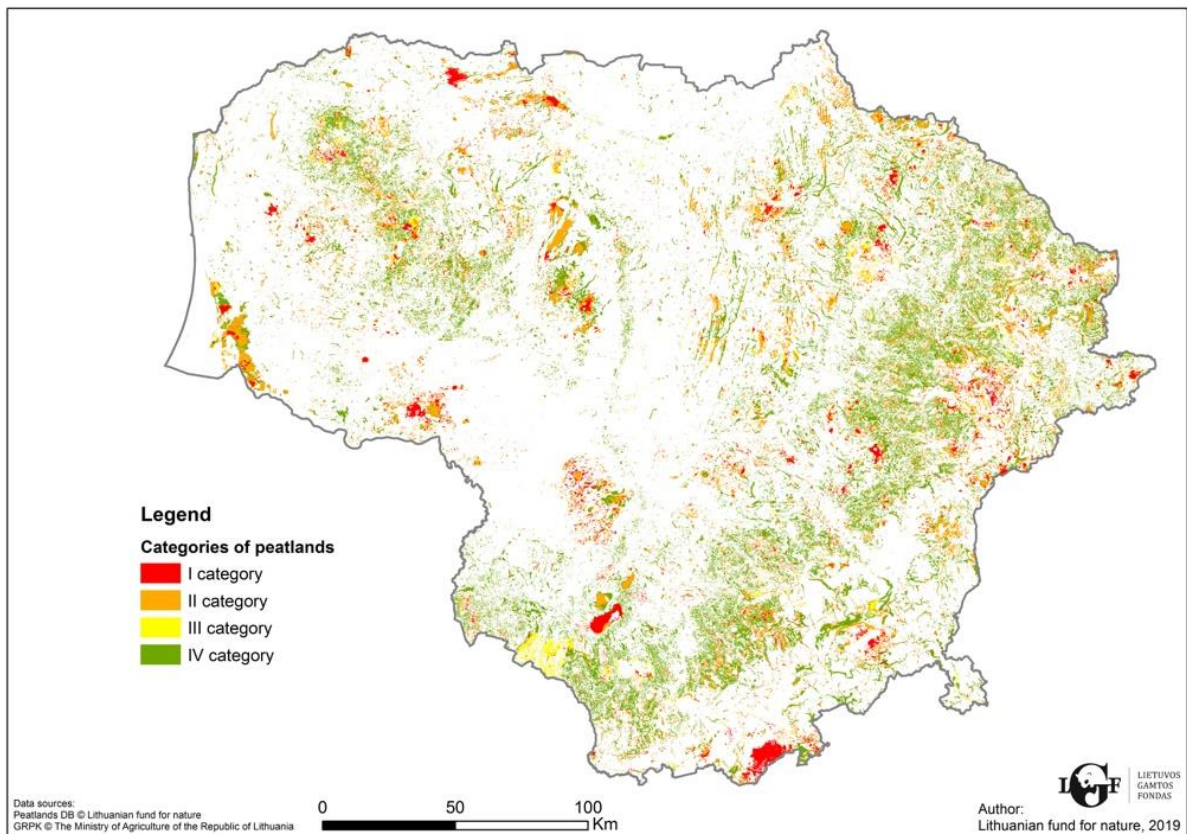 Legend
Categories of peatlands
I category
II category
III category
IV category
Data sources:
Peatlands DB © Lithuanian fund for nature
GRPK © The Ministry of Agriculture of the Republic of Lithuania
0 50 100
Km
LGF
LIETUVOS
GAMTOS
FONDAS
Author:
Lithuanian fund for nature, 2019